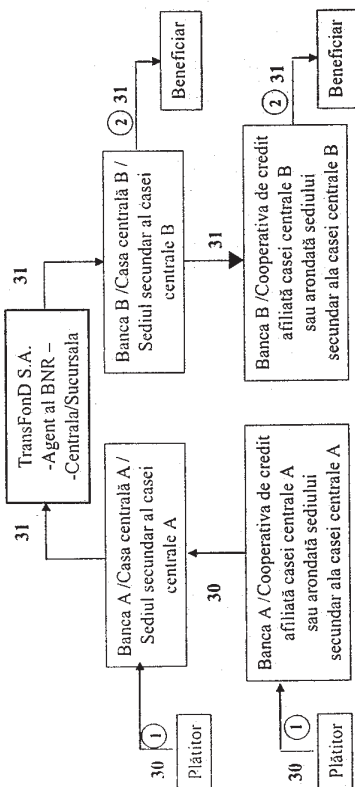 TransFonD S.A.
-Agent al BNR –
-Centrala/Sucursala
31
31
Banca A /Casa centrală A /
Sediul secundar al casei
centrale A
Banca B /Casa centrală B /
Sediul secundar al casei
centrale B
30
1
Plătitor
2
31
Beneficiar
30
31
Banca A /Cooperativa de credit
afiliată casei centrale A
sau arondată sediului
secundar ala casei centrale A
Banca B /Cooperativa de credit
afiliată casei centrale B
sau arondată sediului
secundar ala casei centrale B
30
1
Plătitor
2
31
Beneficiar